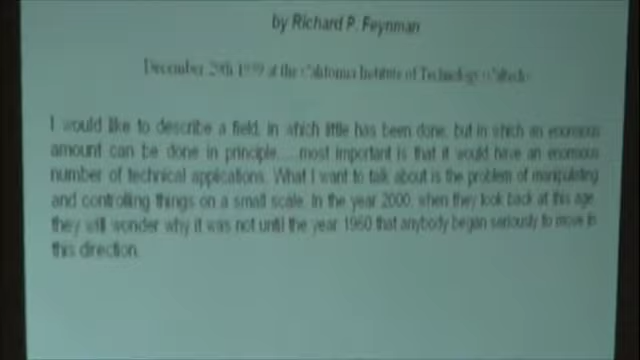 by Richard P. Feynman
December 29th 1959 at the California Institute of Technology (Caltech)
I would like to describe a field, in which little has been done, but in which an enormous
amount can be done in principle.....most important is that it would have an enormous
number of technical applications. What I want to talk about is the problem of manipulating
and controlling things on a small scale. In the year 2000, when they look back at this age,
they will wonder why it was not until the year 1960 that anybody began seriously to move in
this direction.